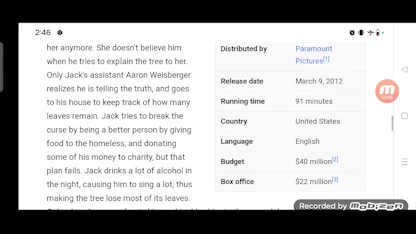 2:46
her anymore. She doesn't believe him
when he tries to explain the tree to her.
Only Jack's assistant Aaron Weisberger
realizes he is telling the truth, and goes
to his house to keep track of how many
leaves remain. Jack tries to break the
curse by being a better person by giving
food to the homeless, and donating
some of his money to charity, but that
plan fails. Jack drinks a lot of alcohol in
the night, causing him to sing a lot, thus
making the tree lose most of its leaves.
Distributed by Paramount
Pictures[1]
Release date March 9, 2012
Running time 91 minutes
Country United States
Language English
Budget $40 million[2]
Box office $22 million[3]
Recorded by mobizen